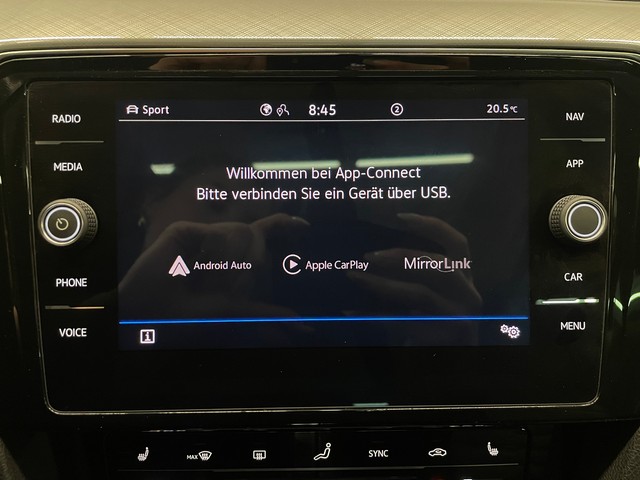 RADIO
MEDIA
PHONE
VOICE
Sport
8:45
2
20.5 °C
Willkommen bei App-Connect
Bitte verbinden Sie ein Gerät über USB.
Android Auto
Apple CarPlay
MirrorLink
i
NAV
APP
CAR
MENU
MAX
SYNC